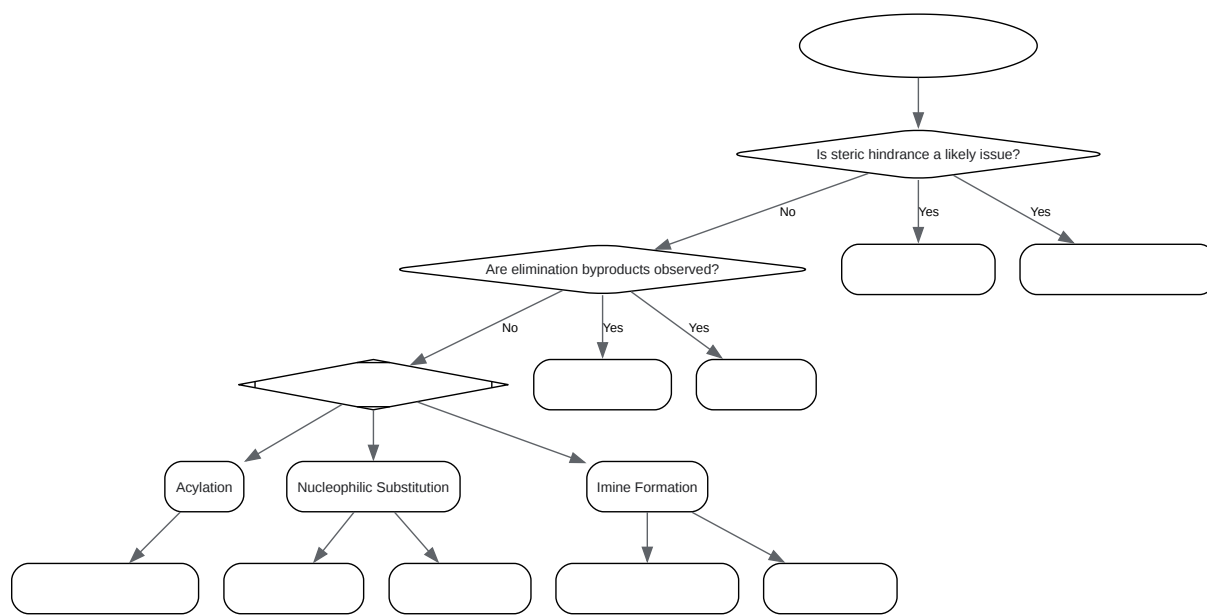 Is steric hindrance a likely issue?
No
Yes
Yes
Are elimination byproducts observed?
No
Yes
Yes
Acylation
Nucleophilic Substitution
Imine Formation